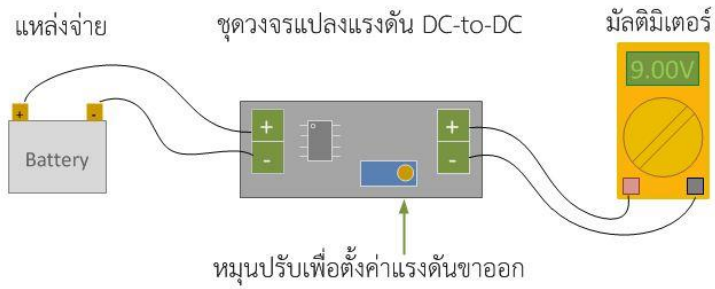 แหล่งจ่าย
ชุดวงจรแปลงแรงดัน DC-to-DC
มัลติมิเตอร์
9.00V
+ -
Battery
+
-
+
-
หมุนปรับเพื่อตั้งค่าแรงดันขาออก